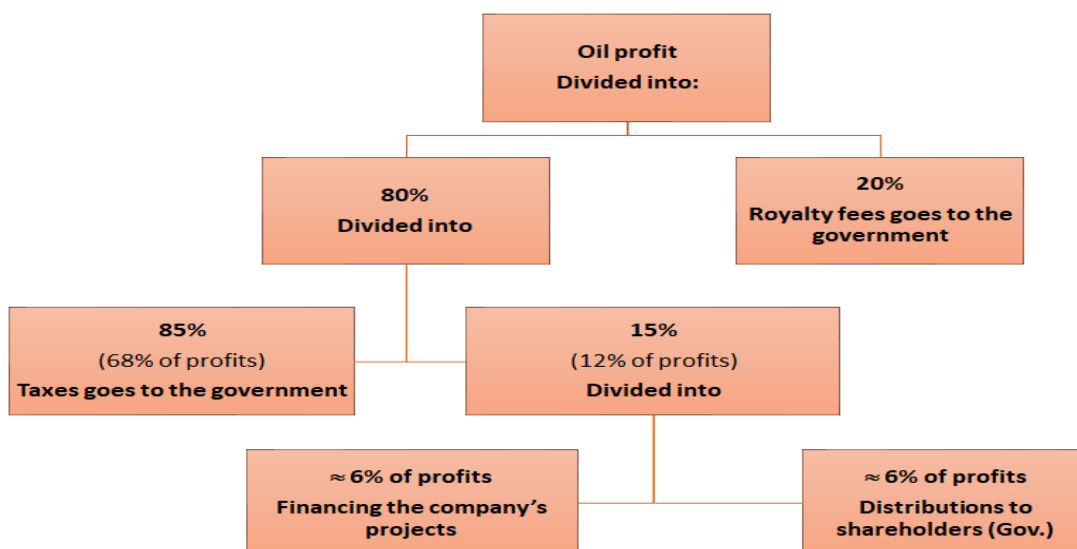 Oil profit
Divided into:
80%
Divided into
20%
Royalty fees goes to the
government
85%
(68% of profits)
Taxes goes to the government
15%
(12% of profits)
Divided into
≈ 6% of profits
Financing the company’s
projects
≈ 6% of profits
Distributions to
shareholders (Gov.)